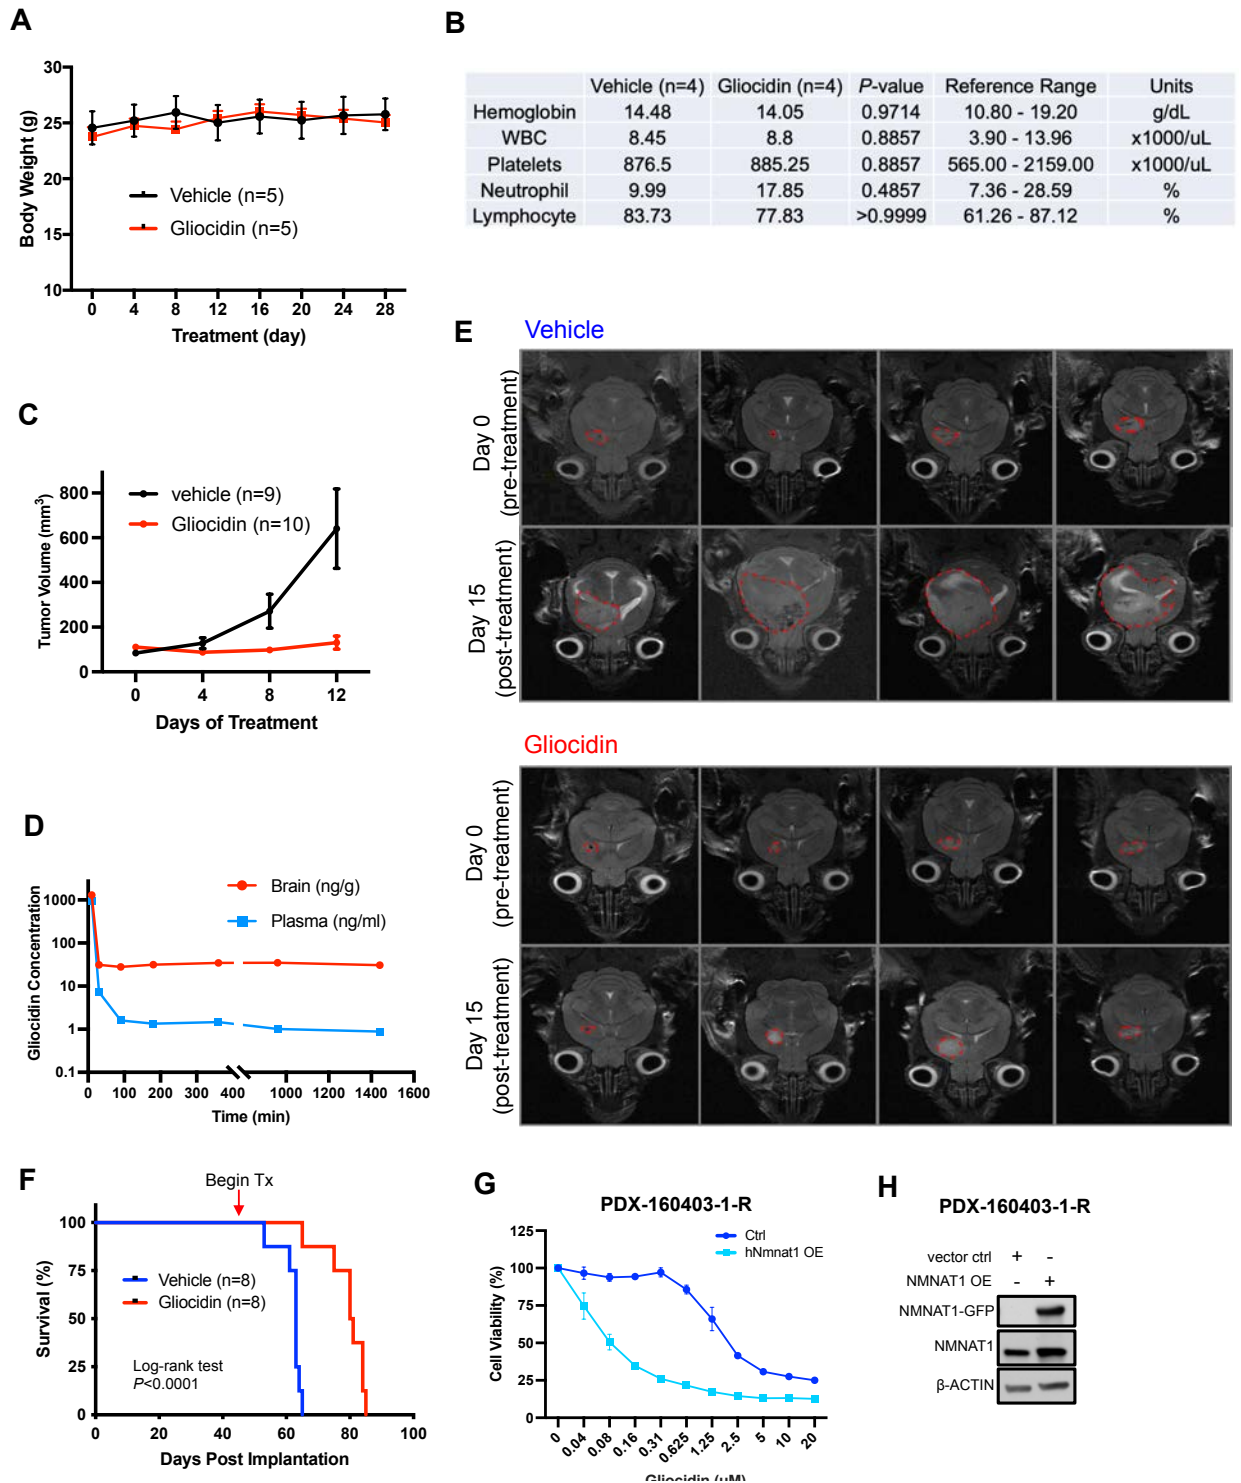 A
30
25
20
15
10
Body Weight (g)
Vehicle (n=5)
Gliocidin (n=5)
0 4 8 12 16 20 24 28
Treatment (day)
B
Vehicle (n=4) Gliocidin (n=4) P-value Reference Range Units
Hemoglobin 14.48 14.05 0.9714 10.80 - 19.20 g/dL
WBC 8.45 8.8 0.8857 3.90 - 13.96 x1000/uL
Platelets 876.5 885.25 0.8857 565.00 - 2159.00 x1000/uL
Neutrophil 9.99 17.85 0.4857 7.36 - 28.59 %
Lymphocyte 83.73 77.83 >0.9999 61.26 - 87.12 %
C
800
600
400
200
0
Tumor Volume (mm³)
vehicle (n=9)
Gliocidin (n=10)
0 4 8 12
Days of Treatment
D
1000
100
10
1
0.1
Gliocidin Concentration
Brain (ng/g)
Plasma (ng/ml)
0 100 200 300 400 1000 1200 1400 1600
Time (min)
E
Vehicle
Day 0
(pre-treatment)
Day 15
(post-treatment)
Gliocidin
Day 0
(pre-treatment)
Day 15
(post-treatment)
F
Begin Tx
100
75
50
25
0
Survival (%)
Vehicle (n=8)
Gliocidin (n=8)
Log-rank test
P<0.0001
0 20 40 60 80 100
Days Post Implantation
G
PDX-160403-1-R
125
100
75
50
25
0
Cell Viability (%)
Ctrl
hNmnat1 OE
0 0.04 0.08 0.16 0.31 0.625 1.25 2.5 5 10 20
Gliocidin (uM)
H
PDX-160403-1-R
vector ctrl + -
NMNAT1 OE - +
NMNAT1-GFP
NMNAT1
β-ACTIN